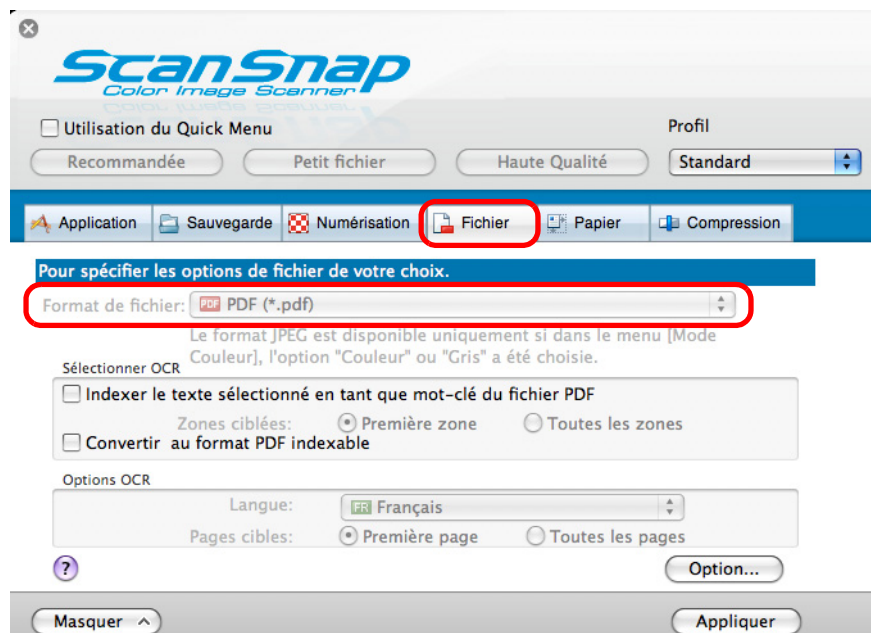 ScanSnap
Color Image Scanner
Utilisation du Quick Menu
Profil
Recommandée Petit fichier Haute Qualité Standard
Application Sauvegarde Numérisation Fichier Papier Compression
Pour spécifier les options de fichier de votre choix.
Format de fichier: PDF PDF (*.pdf)
Le format JPEG est disponible uniquement si dans le menu [Mode
Couleur], l'option "Couleur" ou "Gris" a été choisie.
Sélectionner OCR
Indexer le texte sélectionné en tant que mot-clé du fichier PDF
Zones ciblées: Première zone Toutes les zones
Convertir au format PDF indexable
Options OCR
Langue: FR Français
Pages cibles: Première page Toutes les pages
? Option...
Masquer Appliquer